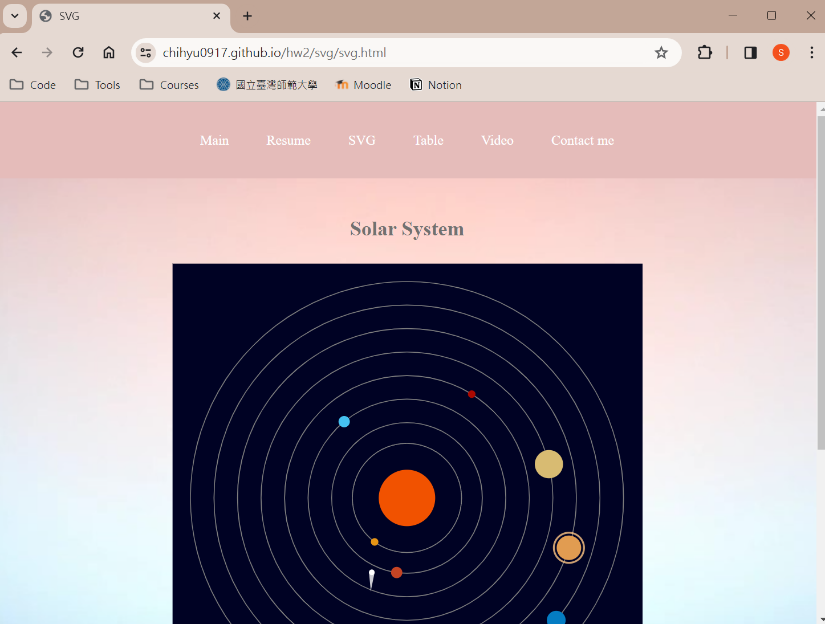 SVG
chihyu0917.github.io/hw2/svg/svg.html
S
Code Tools Courses 國立臺灣師範大學 Moodle Notion
Main Resume SVG Table Video Contact me
Solar System